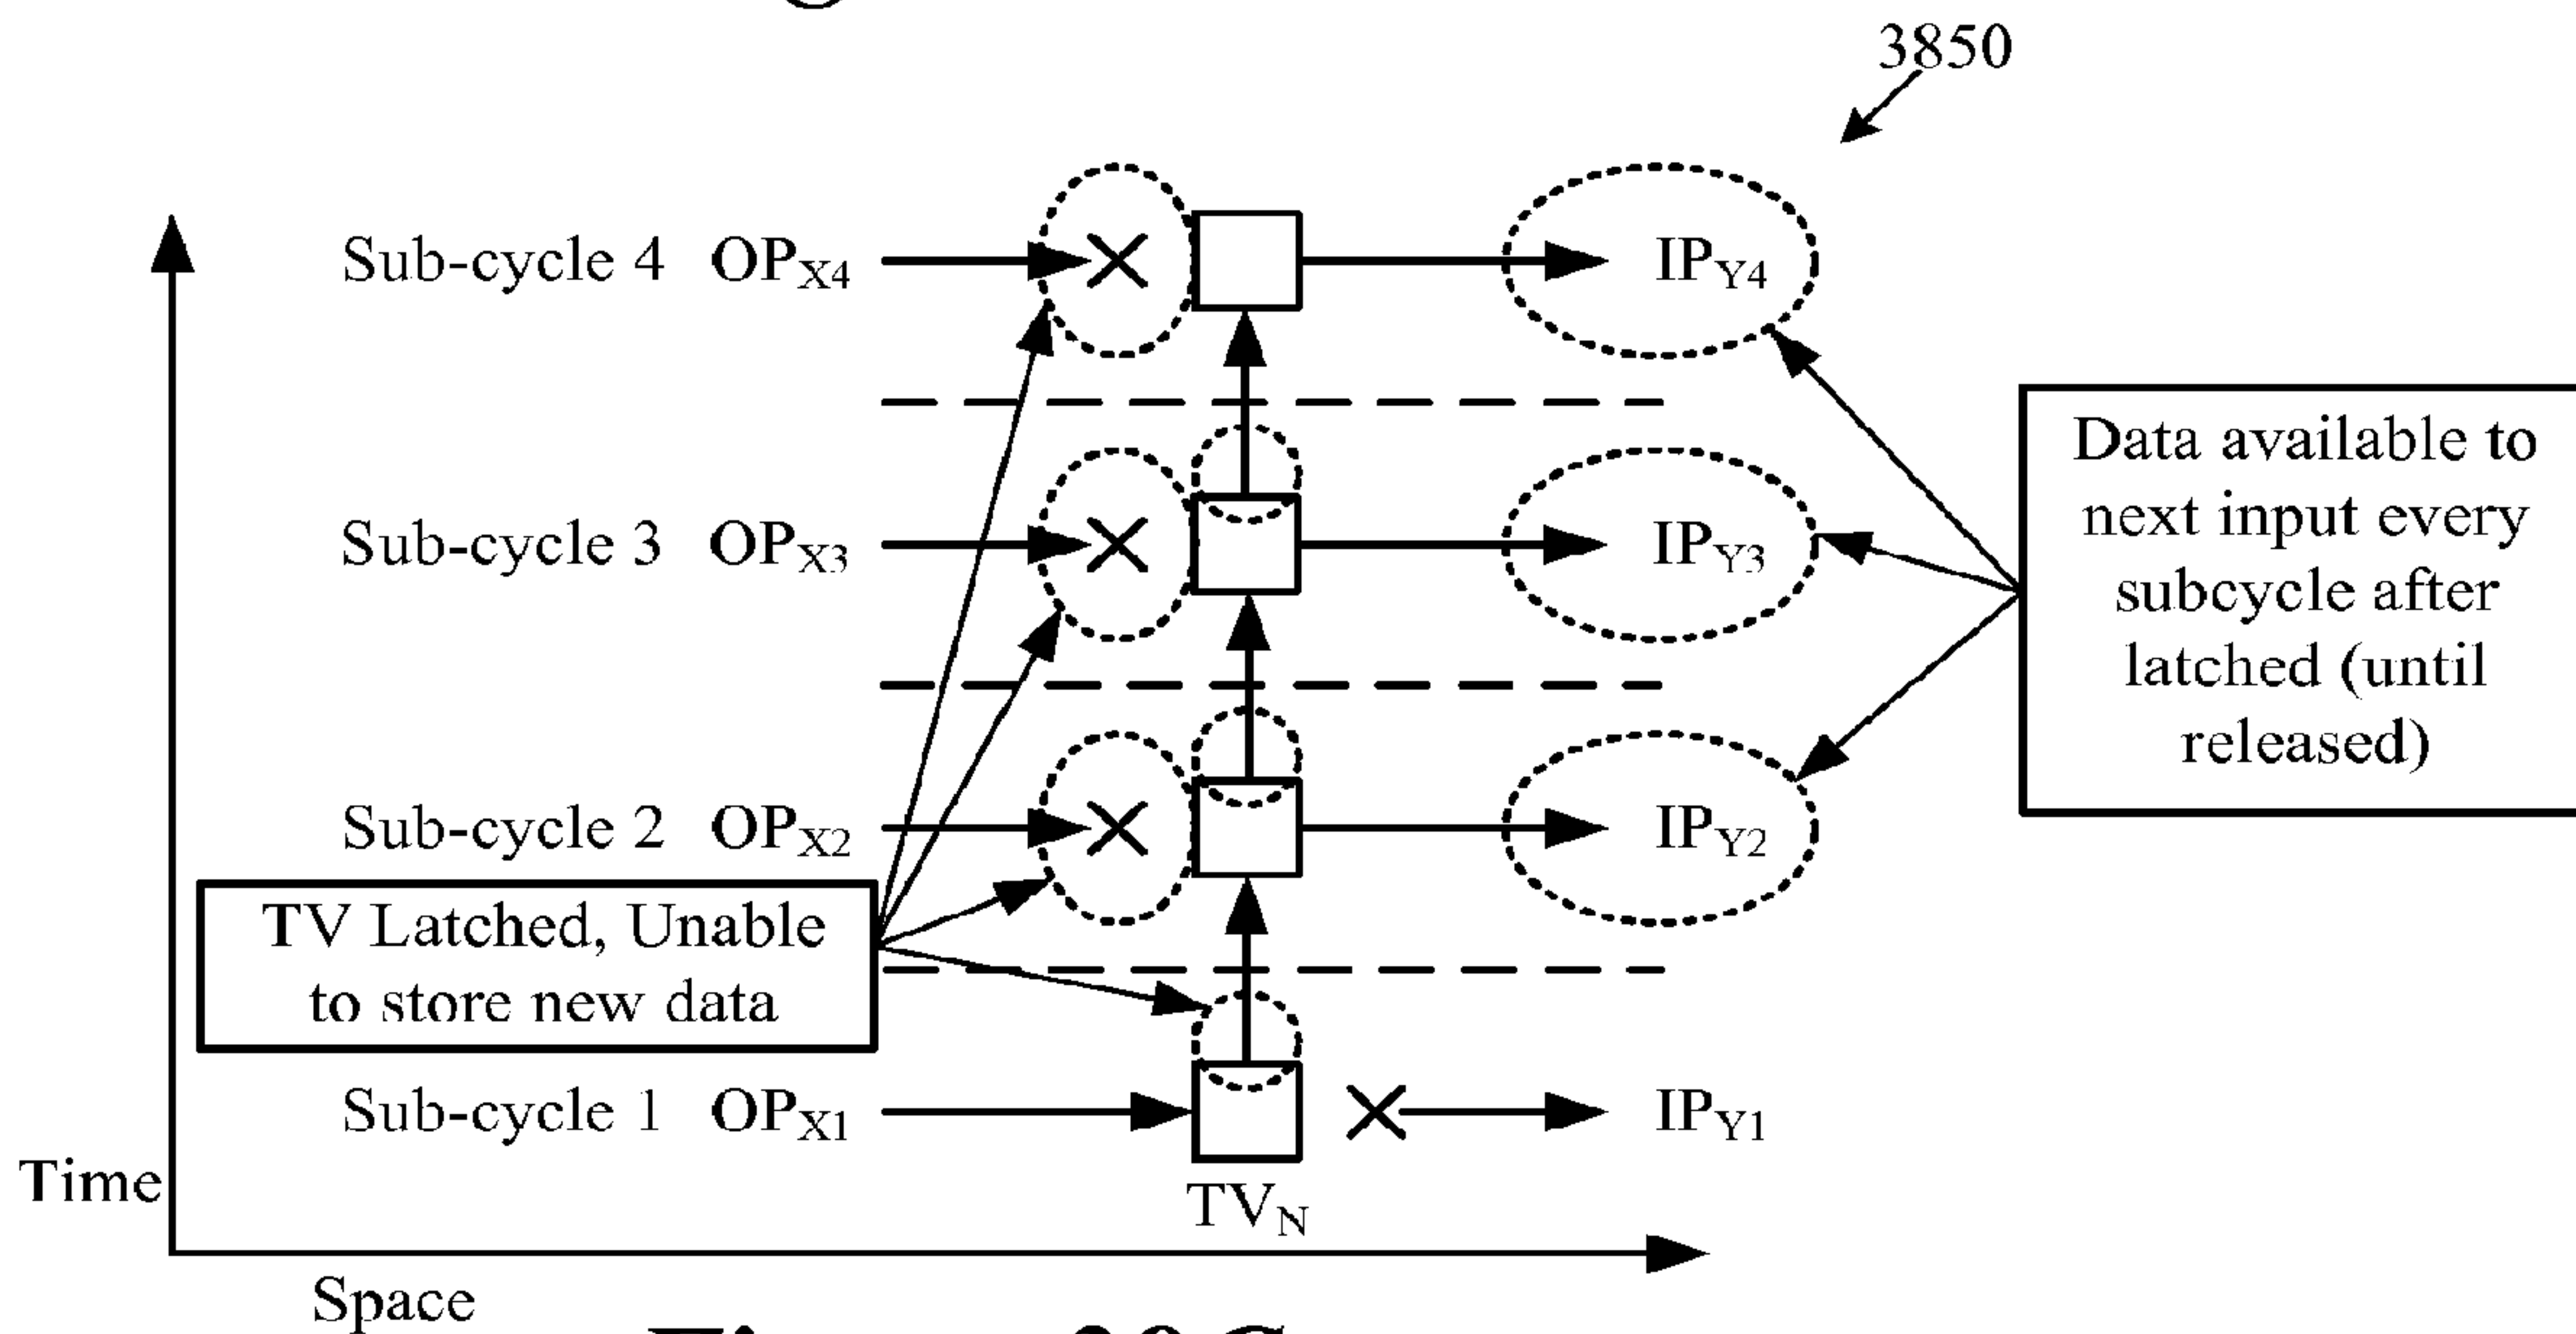 3850
Sub-cycle 4 OPX4 IPY4
Sub-cycle 3 OPX3 IPY3
Data available to
next input every
subcycle after
latched (until
released)
Sub-cycle 2 OPX2 IPY2
TV Latched, Unable
to store new data
Sub-cycle 1 OPX1 IPY1
TVN
Time
Space